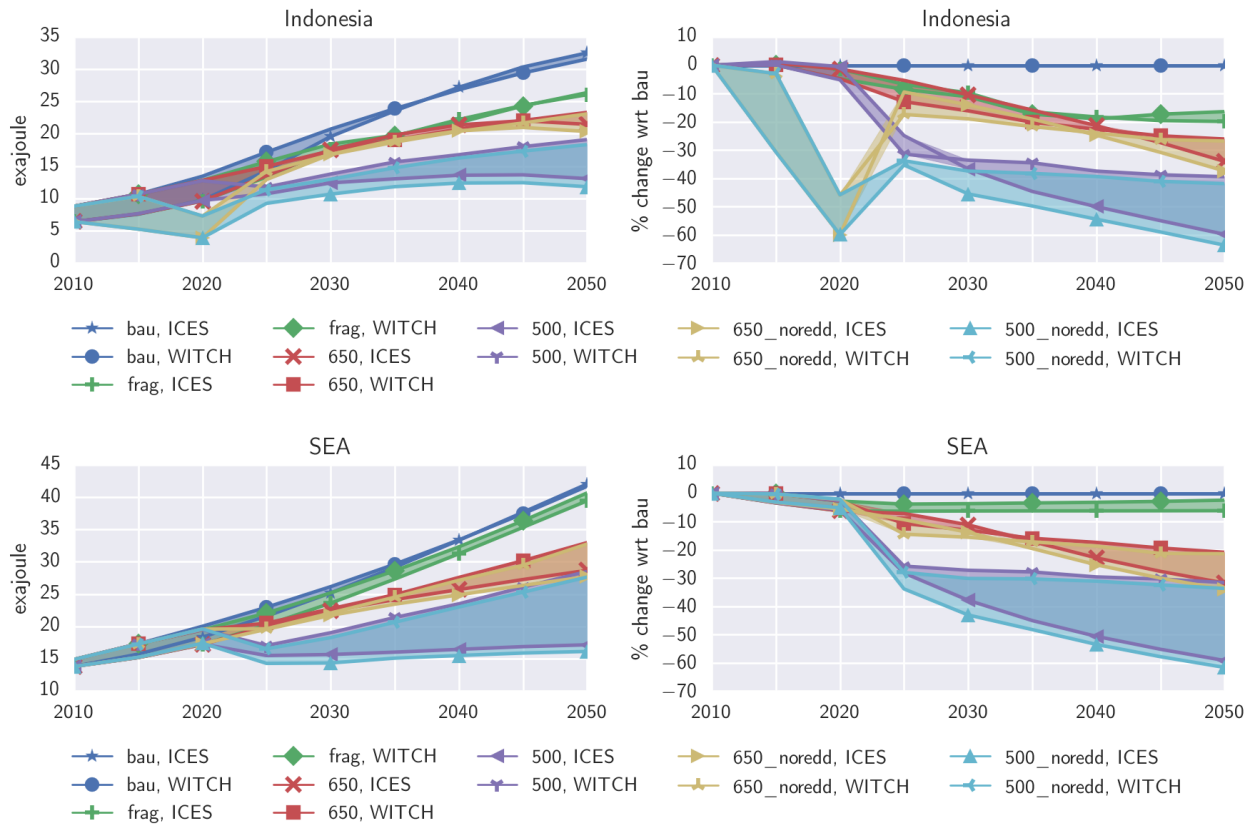 Indonesia
Indonesia
exajoule
35
30
25
20
15
10
5
0
2010
2020
2030
2040
2050
% change wrt bau
10
0
−10
−20
−30
−40
−50
−60
−70
2010
2020
2030
2040
2050
bau, ICES
bau, WITCH
frag, ICES
frag, WITCH
650, ICES
650, WITCH
500, ICES
500, WITCH
650_noredd, ICES
650_noredd, WITCH
500_noredd, ICES
500_noredd, WITCH
SEA
SEA
exajoule
45
40
35
30
25
20
15
10
2010
2020
2030
2040
2050
% change wrt bau
10
0
−10
−20
−30
−40
−50
−60
−70
2010
2020
2030
2040
2050
bau, ICES
bau, WITCH
frag, ICES
frag, WITCH
650, ICES
650, WITCH
500, ICES
500, WITCH
650_noredd, ICES
650_noredd, WITCH
500_noredd, ICES
500_noredd, WITCH